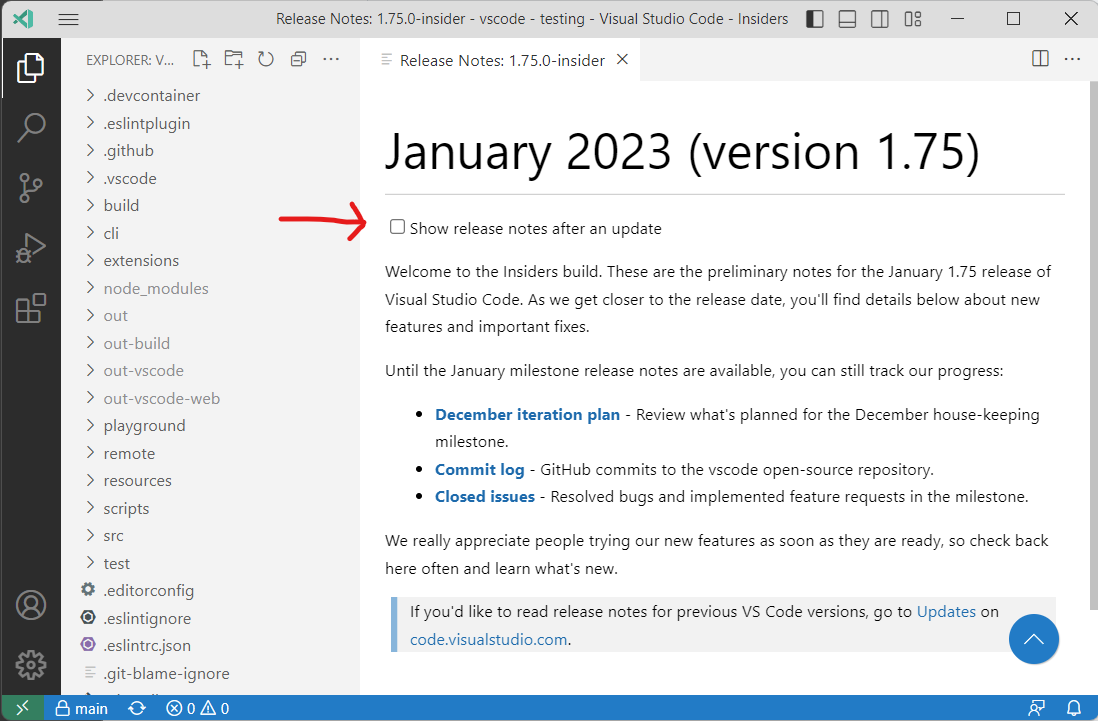 Release Notes: 1.75.0-insider - vscode - testing - Visual Studio Code - Insiders
EXPLORER: V...
Release Notes: 1.75.0-insider
.devcontainer
.eslintplugin
.github
.vscode
build
cli
extensions
node_modules
out
out-build
out-vscode
out-vscode-web
playground
remote
resources
scripts
src
test
.editorconfig
.eslintignore
.eslintrc.json
.git-blame-ignore
January 2023 (version 1.75)
Show release notes after an update
Welcome to the Insiders build. These are the preliminary notes for the January 1.75 release of
Visual Studio Code. As we get closer to the release date, you'll find details below about new
features and important fixes.
Until the January milestone release notes are available, you can still track our progress:
• December iteration plan - Review what's planned for the December house-keeping
milestone.
• Commit log - GitHub commits to the vscode open-source repository.
• Closed issues - Resolved bugs and implemented feature requests in the milestone.
We really appreciate people trying our new features as soon as they are ready, so check back
here often and learn what's new.
If you'd like to read release notes for previous VS Code versions, go to Updates on
code.visualstudio.com.
main 0 0